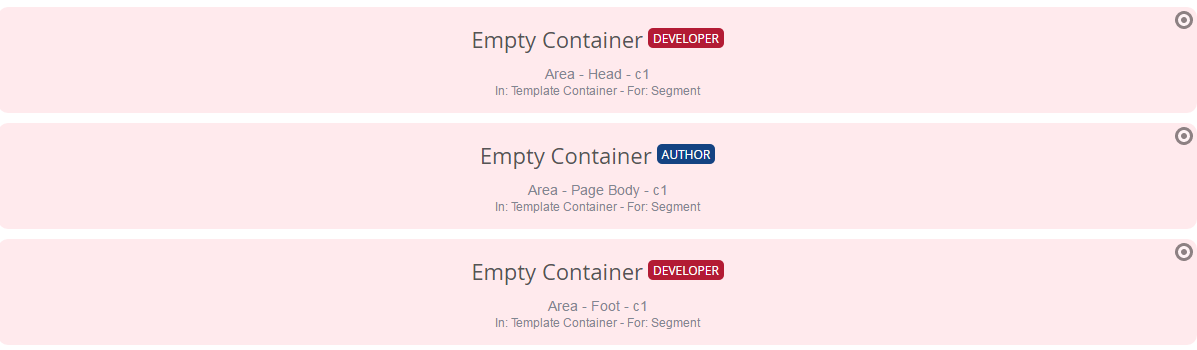 Empty Container DEVELOPER
Area - Head - c1
In: Template Container - For: Segment
Empty Container AUTHOR
Area - Page Body - c1
In: Template Container - For: Segment
Empty Container DEVELOPER
Area - Foot - c1
In: Template Container - For: Segment